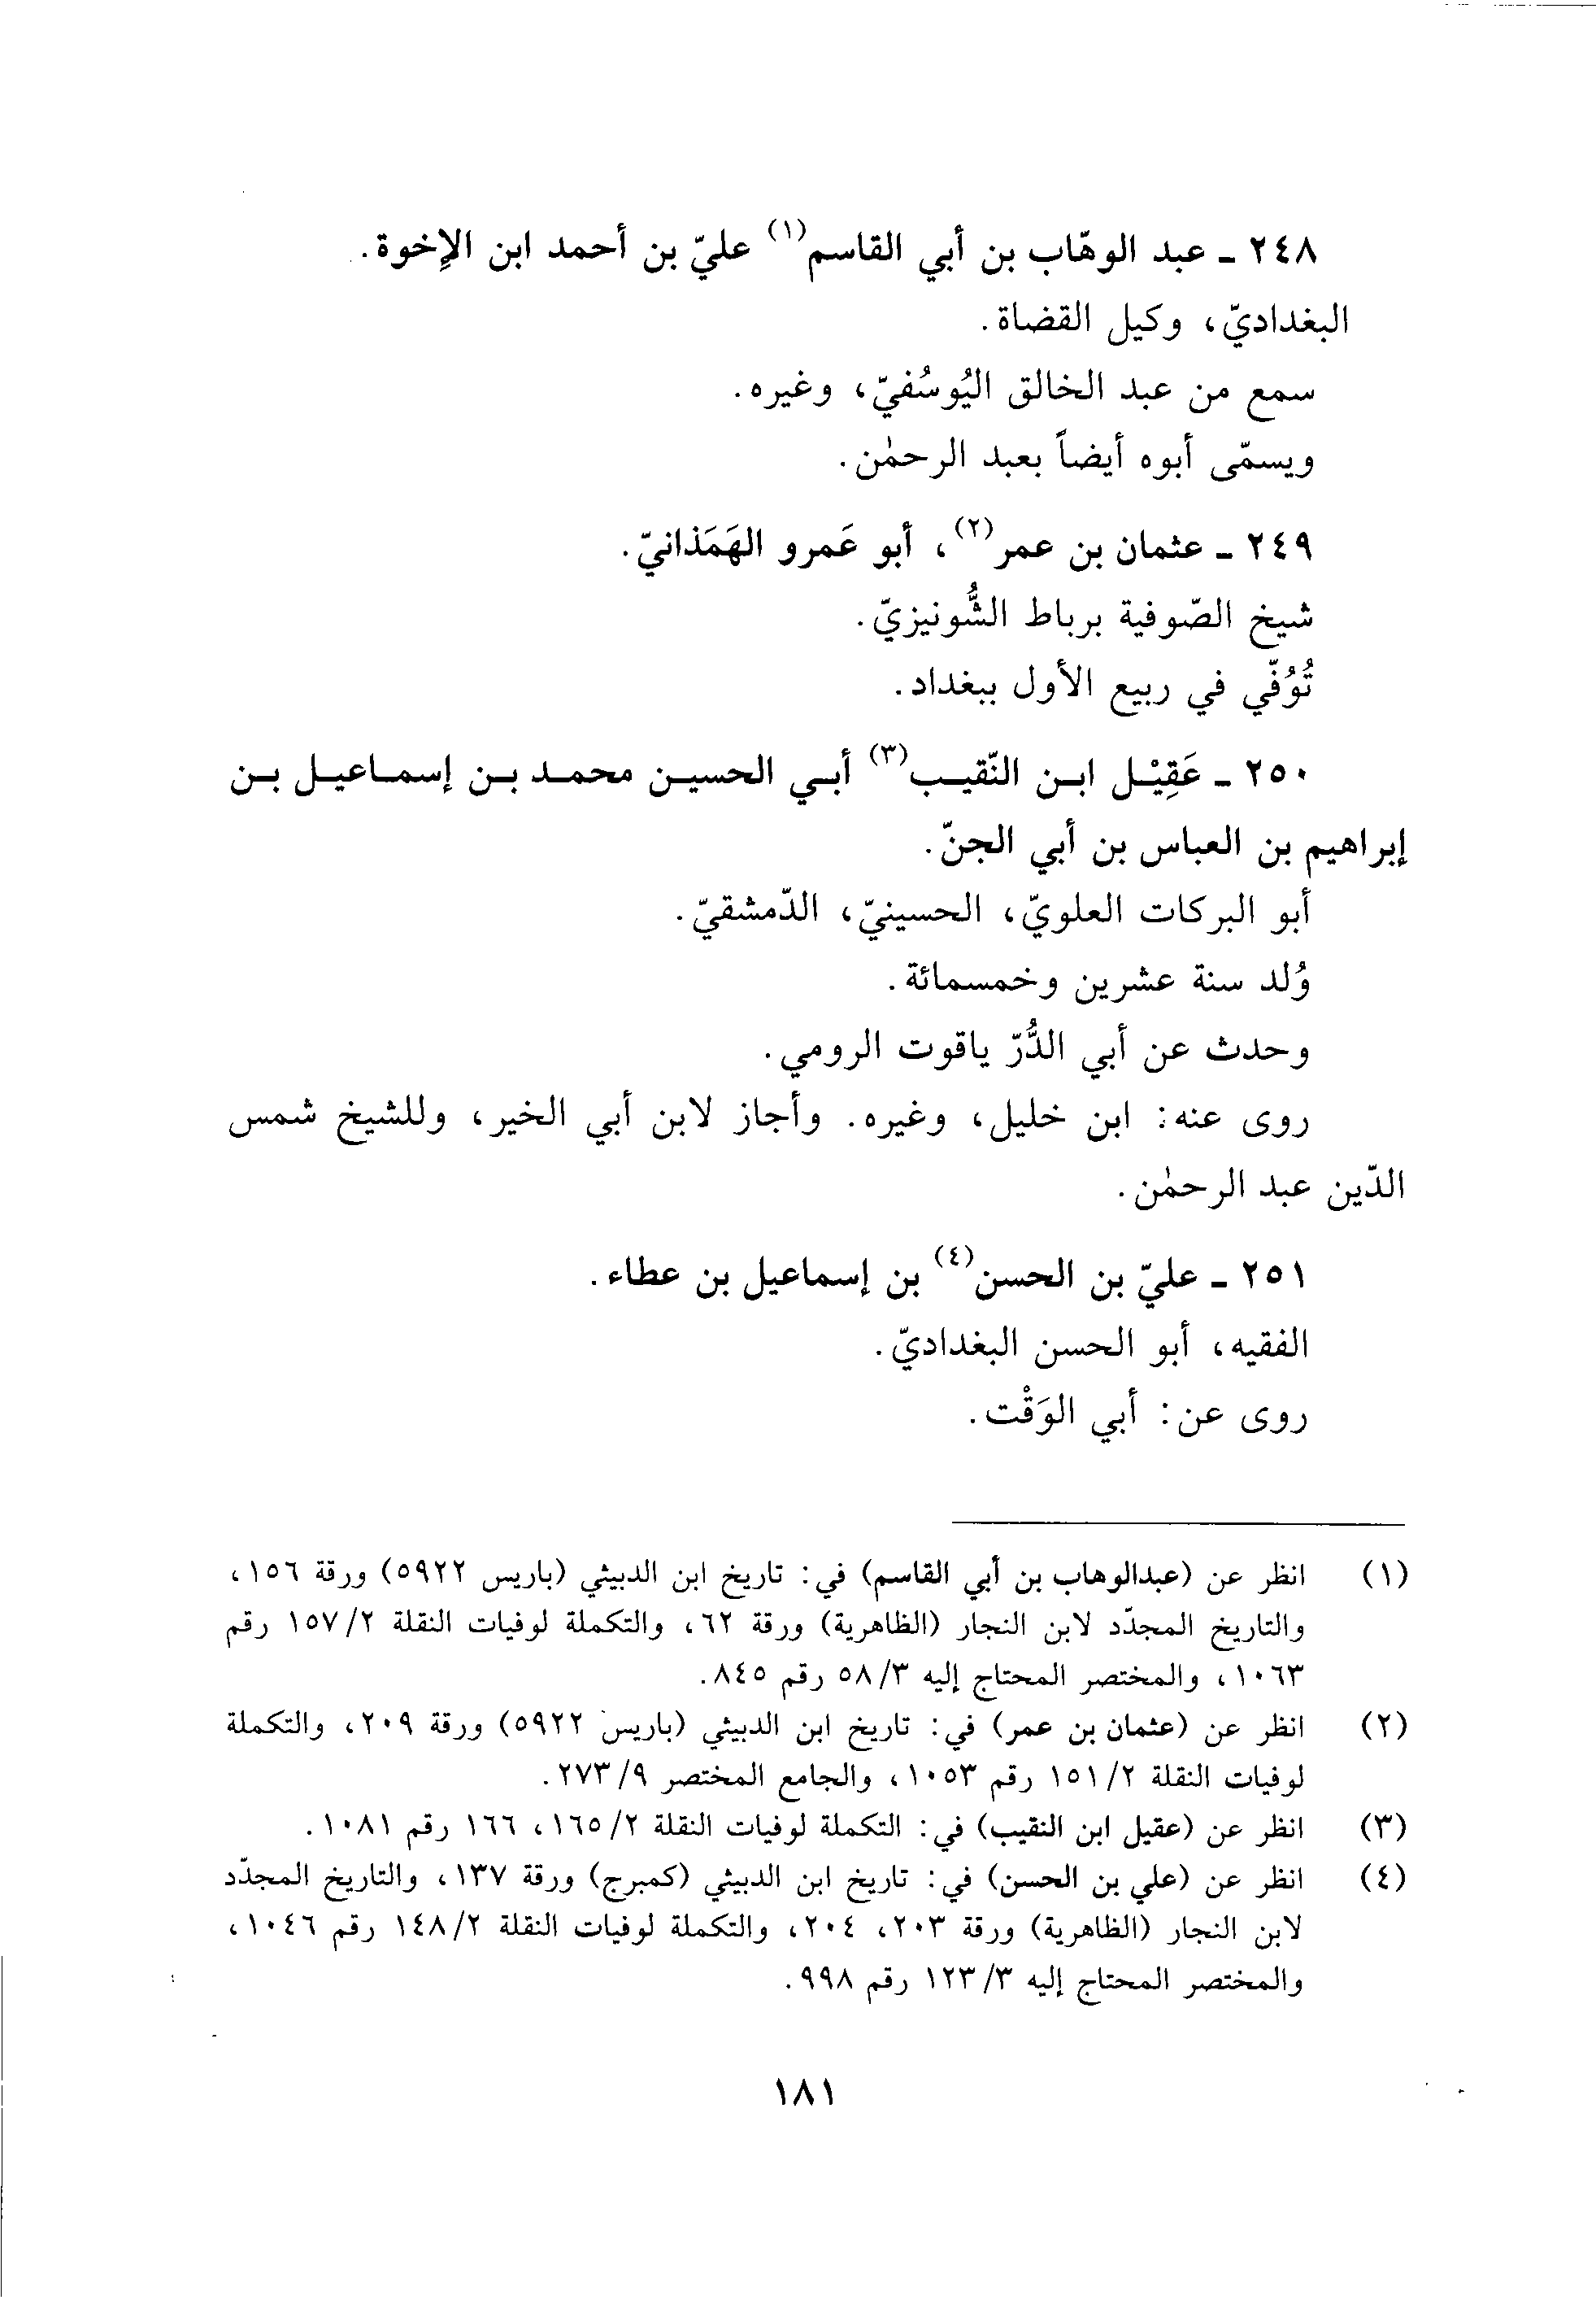 ٢٤٨ ـ عبد الوهّاب بن أبي القاسم(١) عليّ بن أحمد ابن الإخوة.
البغداديّ، وكيل القضاة.
سمع من عبد الخالق اليُوسُفيّ، وغيره.
ويسمّى أبوه أيضاً بعبد الرحمٰن.
٢٤٩ ـ عثمان بن عمر(٢)، أبو عَمرو الهَمَذانيّ.
شيخ الصّوفية برباط الشُّونيزيّ.
تُوُفّي في ربيع الأول ببغداد.
٢٥٠ ـ عَقِيْل ابن النّقيب(٣) أبي الحسين محمد بن إسماعيل بن
إبراهيم بن العباس بن أبي الجنّ.
أبو البركات العلويّ، الحسينيّ، الدّمشقيّ.
وُلد سنة عشرين وخمسمائة.
وحدث عن أبي الدُّرّ ياقوت الرومي.
روى عنه: ابن خليل، وغيره. وأجاز لابن أبي الخير، وللشيخ شمس
الدّين عبد الرحمٰن.
٢٥١ ـ عليّ بن الحسن(٤) بن إسماعيل بن عطاء.
الفقيه، أبو الحسن البغداديّ.
روى عن: أبي الوَقْت.
(١) انظر عن (عبدالوهاب بن أبي القاسم) في: تاريخ ابن الدبيثي (باريس ٥٩٢٢) ورقة ١٥٦،
والتاريخ المجدّد لابن النجار (الظاهرية) ورقة ٦٢، والتكملة لوفيات النقلة ١٥٧/٢ رقم
١٠٦٣، والمختصر المحتاج إليه ٥٨/٣ رقم ٨٤٥.
(٢) انظر عن (عثمان بن عمر) في: تاريخ ابن الدبيثي (باريس ٥٩٢٢) ورقة ٢٠٩، والتكملة
لوفيات النقلة ١٥١/٢ رقم ١٠٥٣، والجامع المختصر ٢٧٣/٩.
(٣) انظر عن (عقيل ابن النقيب) في: التكملة لوفيات النقلة ١٦٥/٢، ١٦٦ رقم ١٠٨١.
(٤) انظر عن (علي بن الحسن) في: تاريخ ابن الدبيثي (كمبرج) ورقة ١٣٧، والتاريخ المجدّد
لابن النجار (الظاهرية) ورقة ٢٠٣، ٢٠٤، والتكملة لوفيات النقلة ١٤٨/٢ رقم ١٠٤٦،
والمختصر المحتاج إليه ١٢٣/٣ رقم ٩٩٨.
١٨١